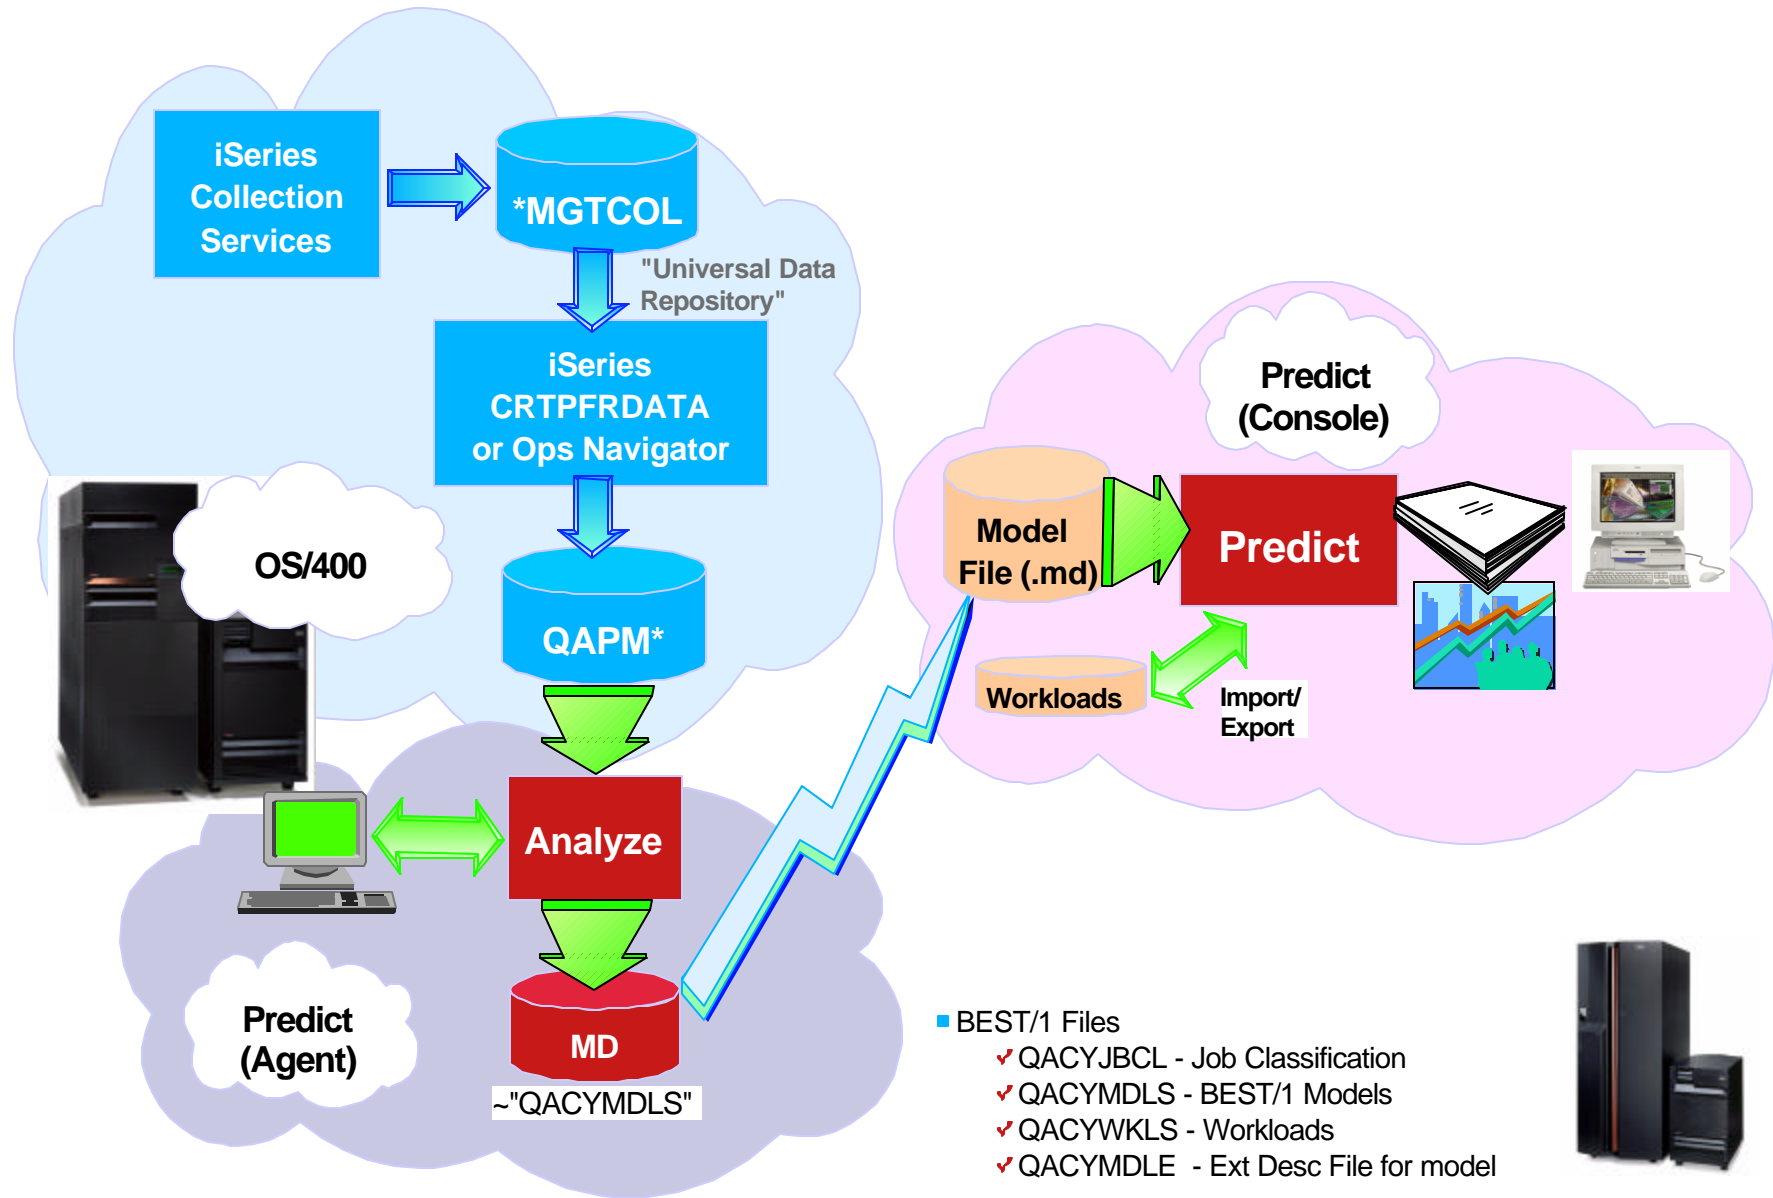 iSeries
Collection
Services
*MGTCOL
"Universal Data
Repository"
iSeries
CRTPFRDATA
or Ops Navigator
OS/400
QAPM*
Analyze
Predict
(Agent)
MD
~"QACYMDLS"
Predict
(Console)
Model
File (.md)
Predict
Workloads
Import/
Export
BEST/1 Files
QACYJBCL - Job Classification
QACYMDLS - BEST/1 Models
QACYWKLS - Workloads
QACYMDLE - Ext Desc File for model